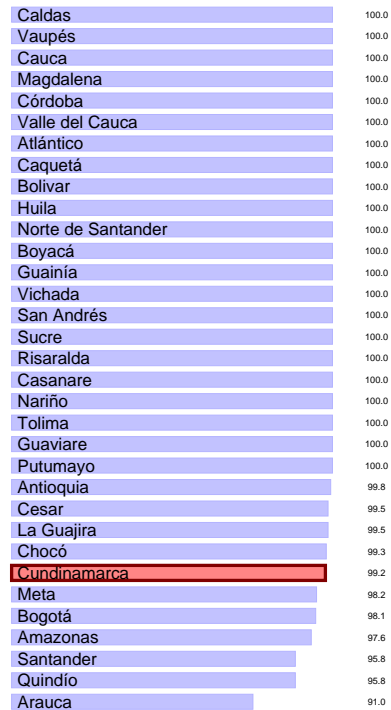 Caldas 100.0
Vaupés 100.0
Cauca 100.0
Magdalena 100.0
Córdoba 100.0
Valle del Cauca 100.0
Atlántico 100.0
Caquetá 100.0
Bolivar 100.0
Huila 100.0
Norte de Santander 100.0
Boyacá 100.0
Guainía 100.0
Vichada 100.0
San Andrés 100.0
Sucre 100.0
Risaralda 100.0
Casanare 100.0
Nariño 100.0
Tolima 100.0
Guaviare 100.0
Putumayo 100.0
Antioquia 99.8
Cesar 99.5
La Guajira 99.5
Chocó 99.3
Cundinamarca 99.2
Meta 98.2
Bogotá 98.1
Amazonas 97.6
Santander 95.8
Quindío 95.8
Arauca 91.0